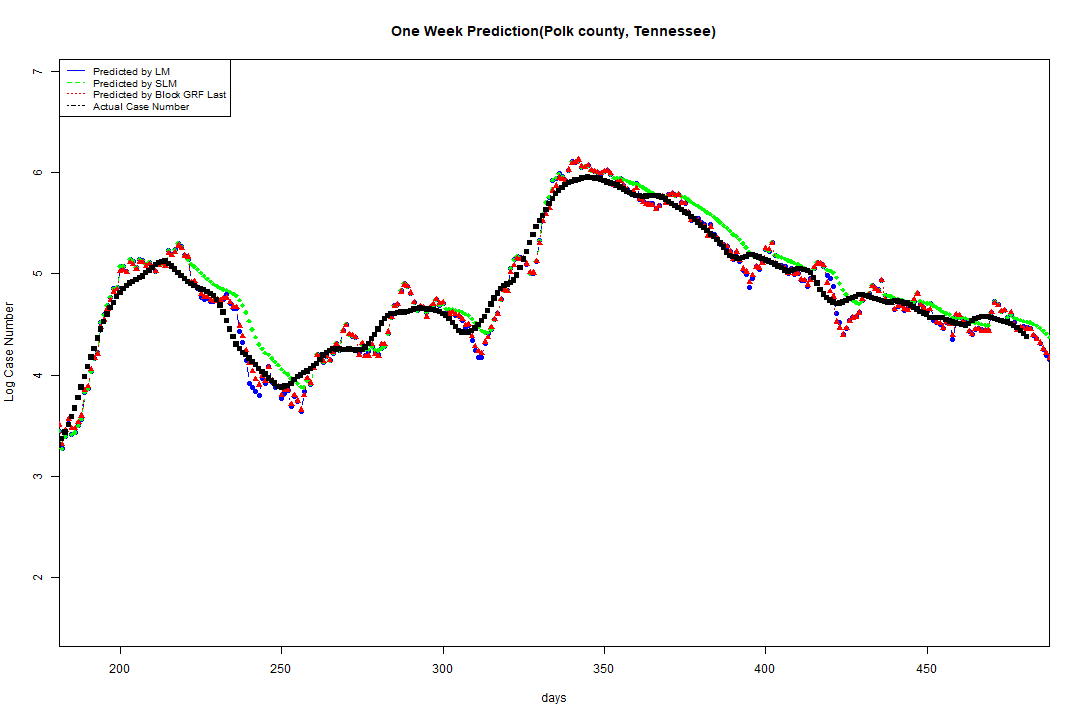 One Week Prediction(Polk county, Tennessee)
Predicted by LM
Predicted by SLM
Predicted by Block GRF Last
Actual Case Number
7
6
5
4
3
2
Log Case Number
200 250 300 350 400 450
days